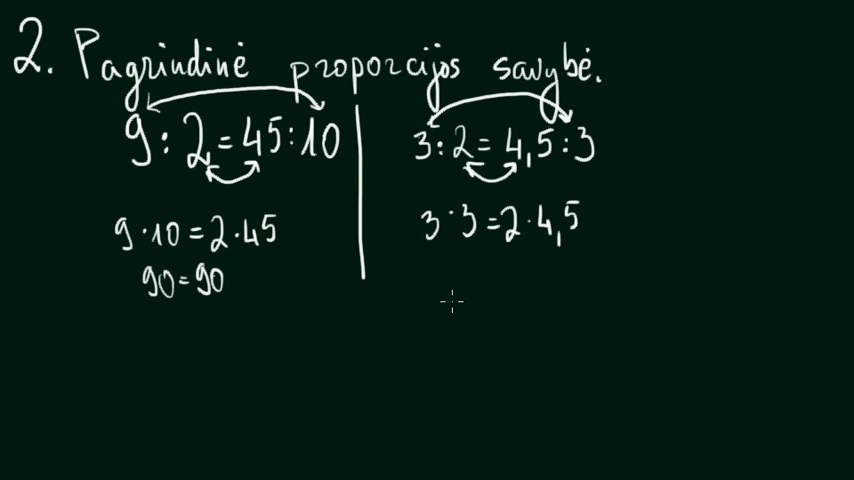 2. Pagrindinė proporcijos savybė.
9 : 2 = 45 : 10
9 · 10 = 2 · 45
90 = 90
3 : 2 = 4,5 : 3
3 · 3 = 2 · 4,5